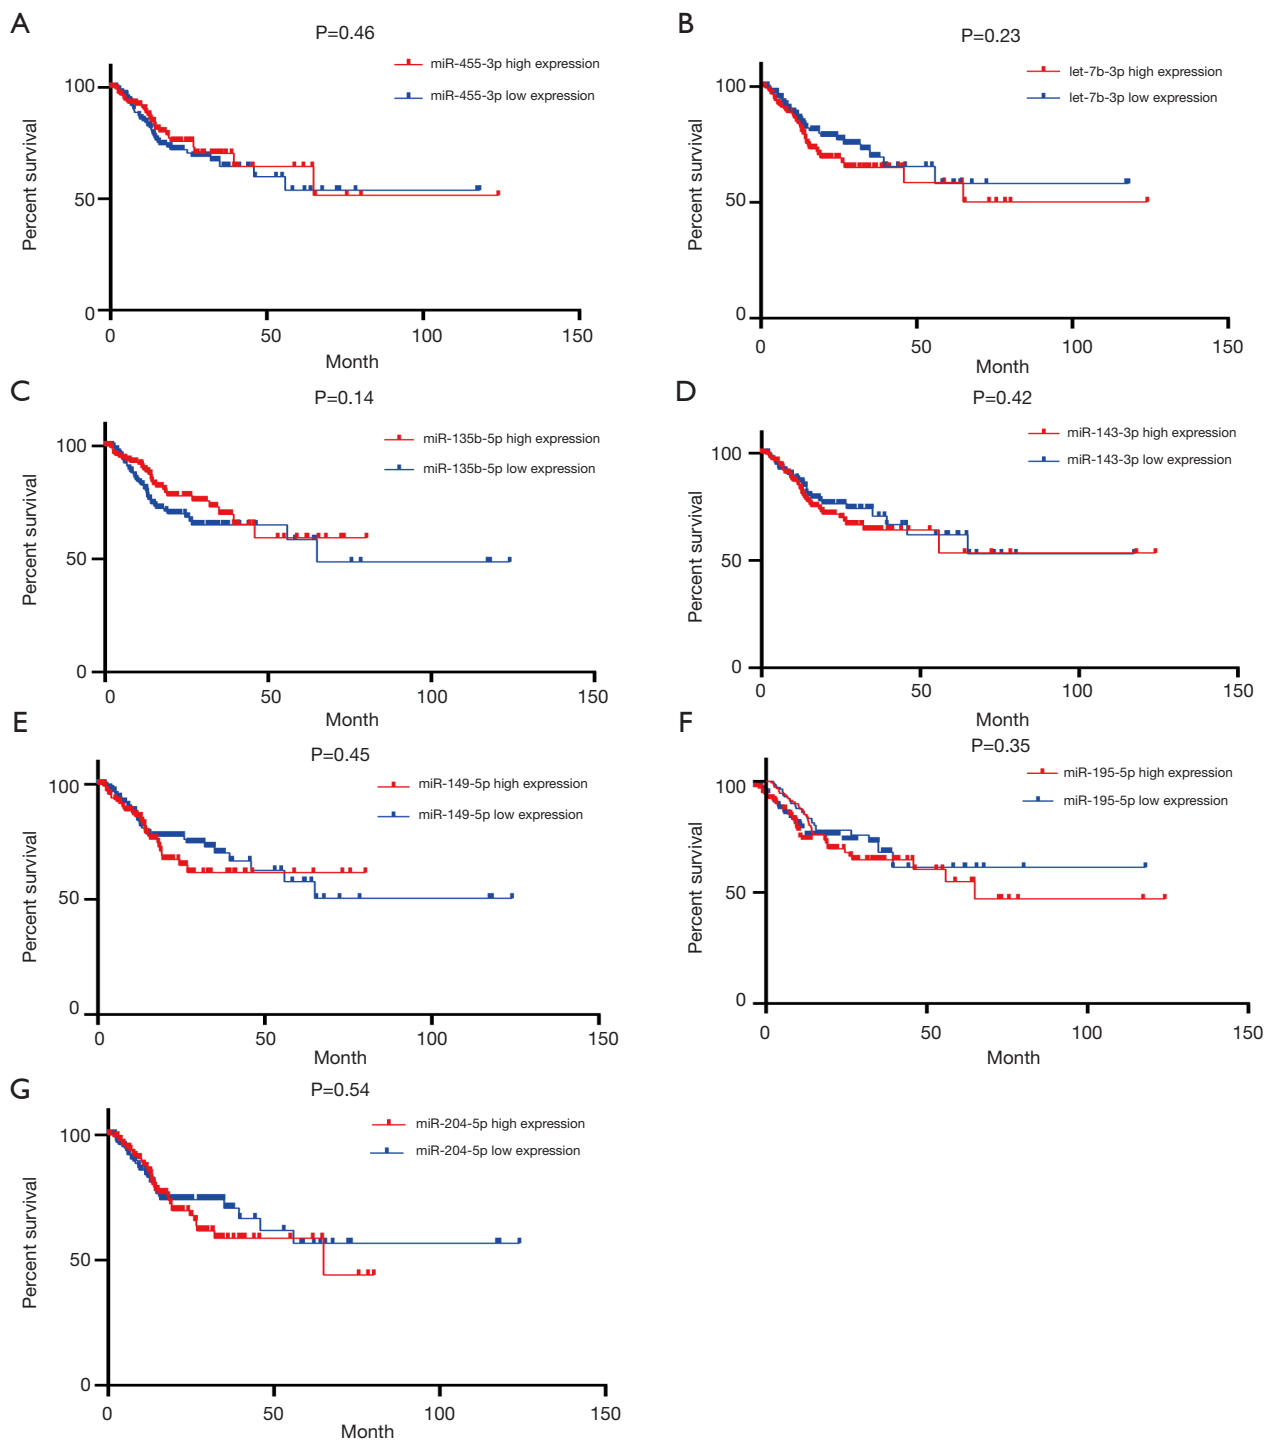 A
P=0.46
miR-455-3p high expression
miR-455-3p low expression
100
50
0
Percent survival
0 50 100 150
Month
B
P=0.23
let-7b-3p high expression
let-7b-3p low expression
100
50
0
Percent survival
0 50 100 150
Month
C
P=0.14
miR-135b-5p high expression
miR-135b-5p low expression
100
50
0
Percent survival
0 50 100 150
Month
D
P=0.42
miR-143-3p high expression
miR-143-3p low expression
100
50
0
Percent survival
0 50 100 150
Month
E
P=0.45
miR-149-5p high expression
miR-149-5p low expression
100
50
0
Percent survival
0 50 100 150
Month
F
P=0.35
miR-195-5p high expression
miR-195-5p low expression
100
50
0
Percent survival
0 50 100 150
Month
G
P=0.54
miR-204-5p high expression
miR-204-5p low expression
100
50
0
Percent survival
0 50 100 150
Month